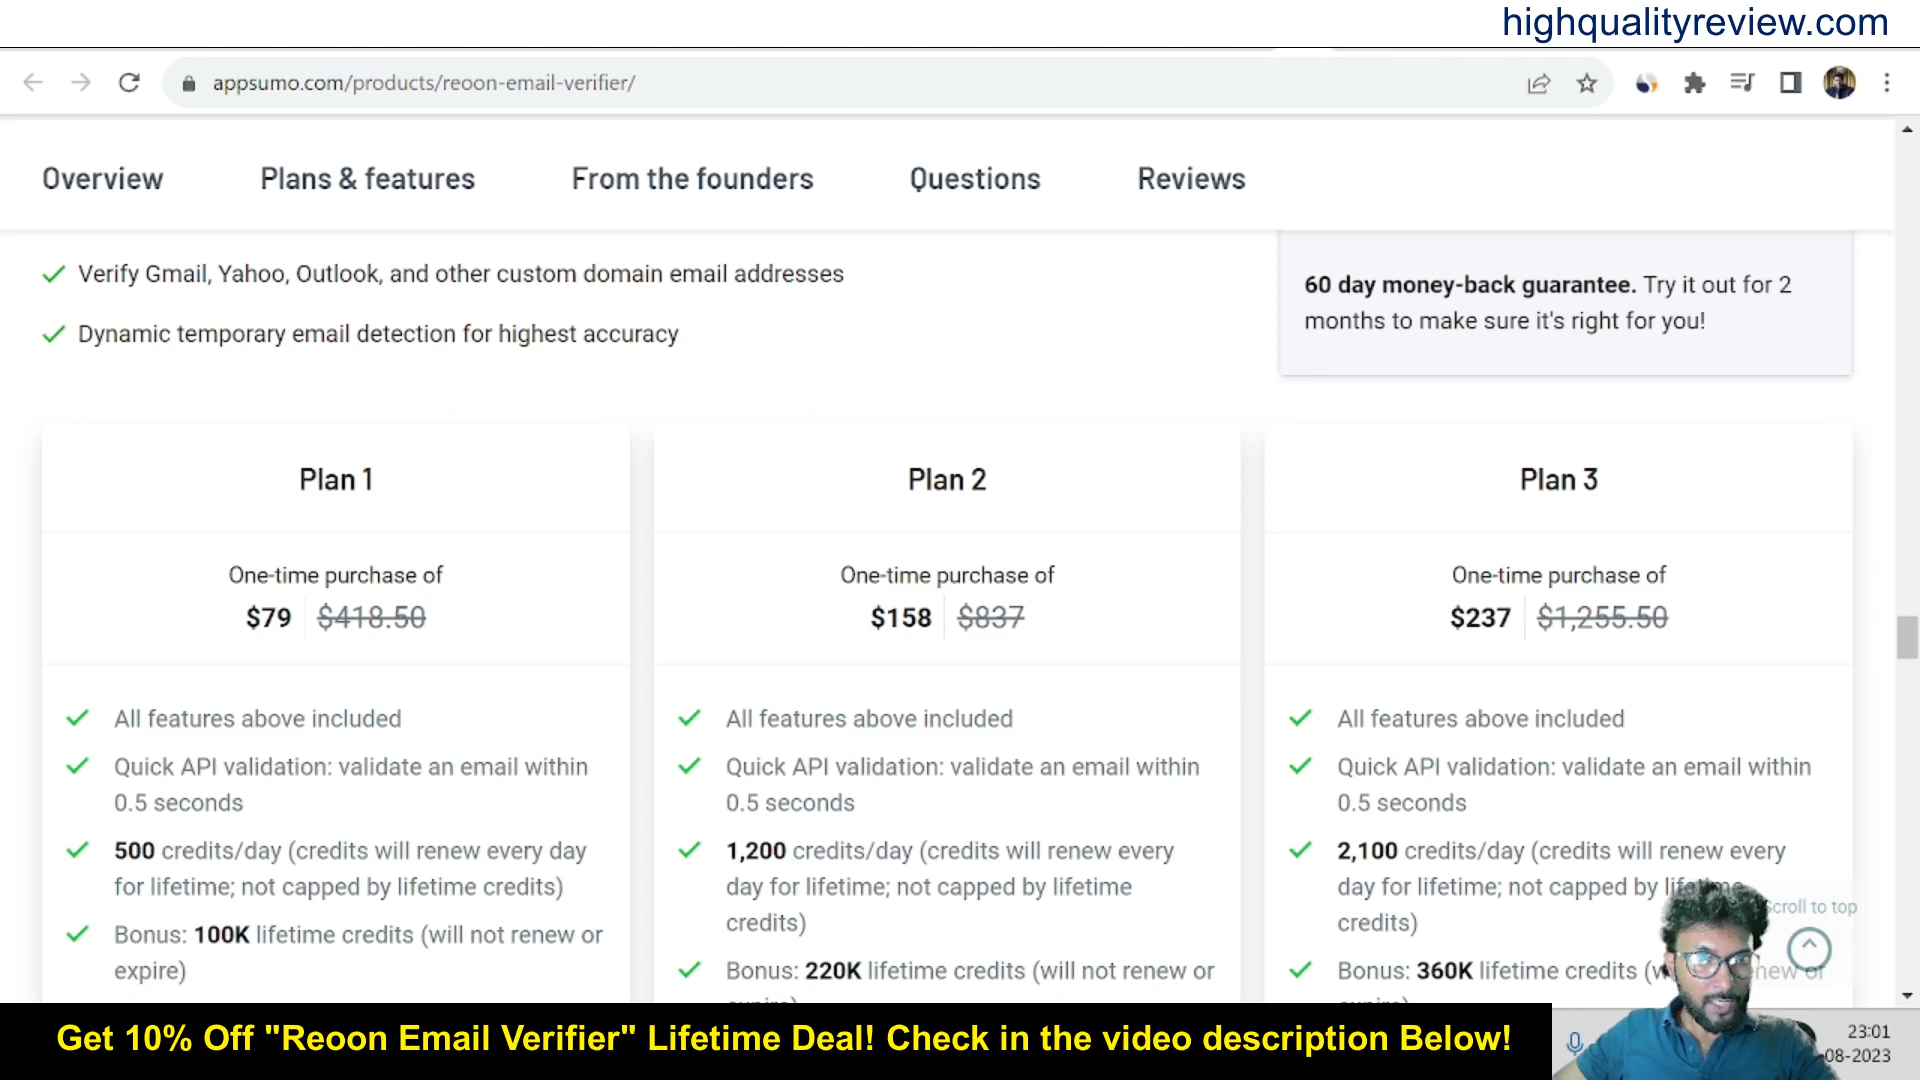 highqualityreview.com
appsumo.com/products/reoon-email-verifier/
Overview
Plans & features
From the founders
Questions
Reviews
Verify Gmail, Yahoo, Outlook, and other custom domain email addresses
Dynamic temporary email detection for highest accuracy
60 day money-back guarantee. Try it out for 2
months to make sure it's right for you!
Plan 1
One-time purchase of
$79 $418.50
All features above included
Quick API validation: validate an email within
0.5 seconds
500 credits/day (credits will renew every day
for lifetime; not capped by lifetime credits)
Bonus: 100K lifetime credits (will not renew or
expire)
Plan 2
One-time purchase of
$158 $837
All features above included
Quick API validation: validate an email within
0.5 seconds
1,200 credits/day (credits will renew every
day for lifetime; not capped by lifetime
credits)
Bonus: 220K lifetime credits (will not renew or
Plan 3
One-time purchase of
$237 $1,255.50
All features above included
Quick API validation: validate an email within
0.5 seconds
2,100 credits/day (credits will renew every
day for lifetime; not capped by lifetime
credits)
Bonus: 360K lifetime credits
Scroll to top
Get 10% Off "Reoon Email Verifier" Lifetime Deal! Check in the video description Below!
23:01
08-2023